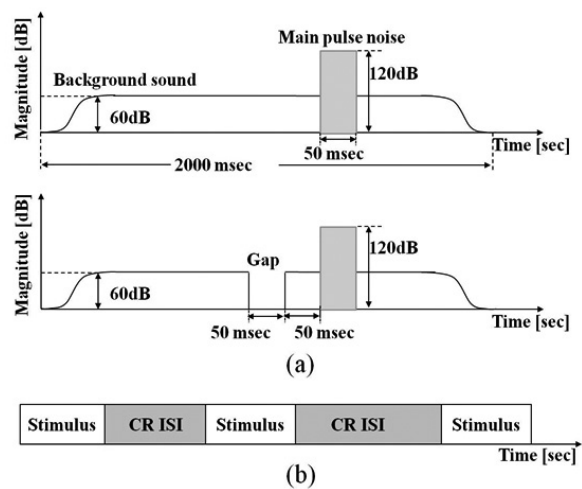 Magnitude [dB]
Main pulse noise
Background sound
120dB
60dB
Time [sec]
50 msec
2000 msec
Magnitude [dB]
Gap
120dB
60dB
Time [sec]
50 msec 50 msec
(a)
Stimulus CR ISI Stimulus CR ISI Stimulus
Time [sec]
(b)